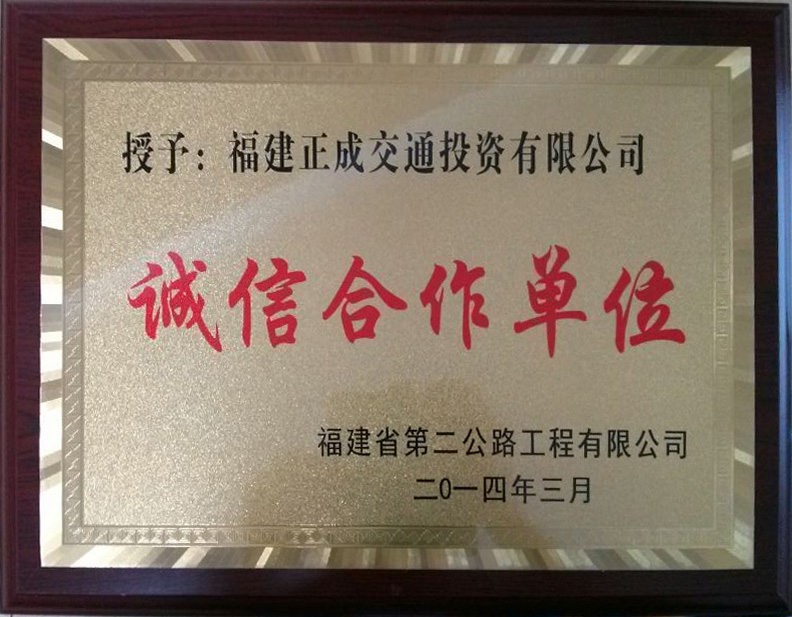 授予：福建正成交通投资有限公司
诚信合作单位
福建省第二公路工程有限公司
二0一四年三月